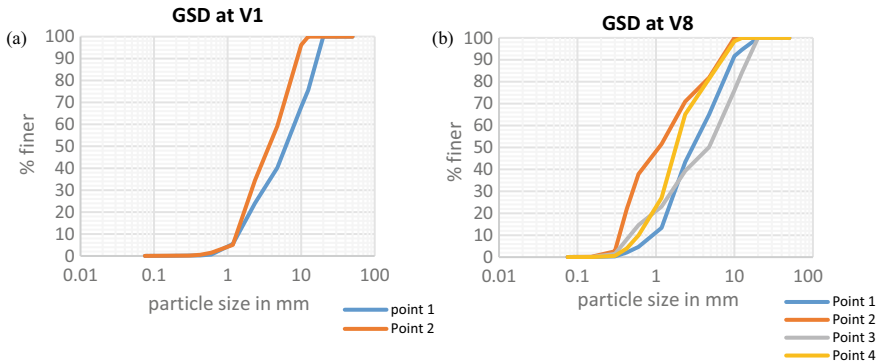 (a)
GSD at V1
100
90
80
70
60
50
40
30
20
10
0
% finer
0.01 0.1 1 10 100
particle size in mm
point 1
Point 2
(b)
GSD at V8
100
90
80
70
60
50
40
30
20
10
0
% finer
0.01 0.1 1 10 100
particle size in mm
Point 1
Point 2
Point 3
Point 4